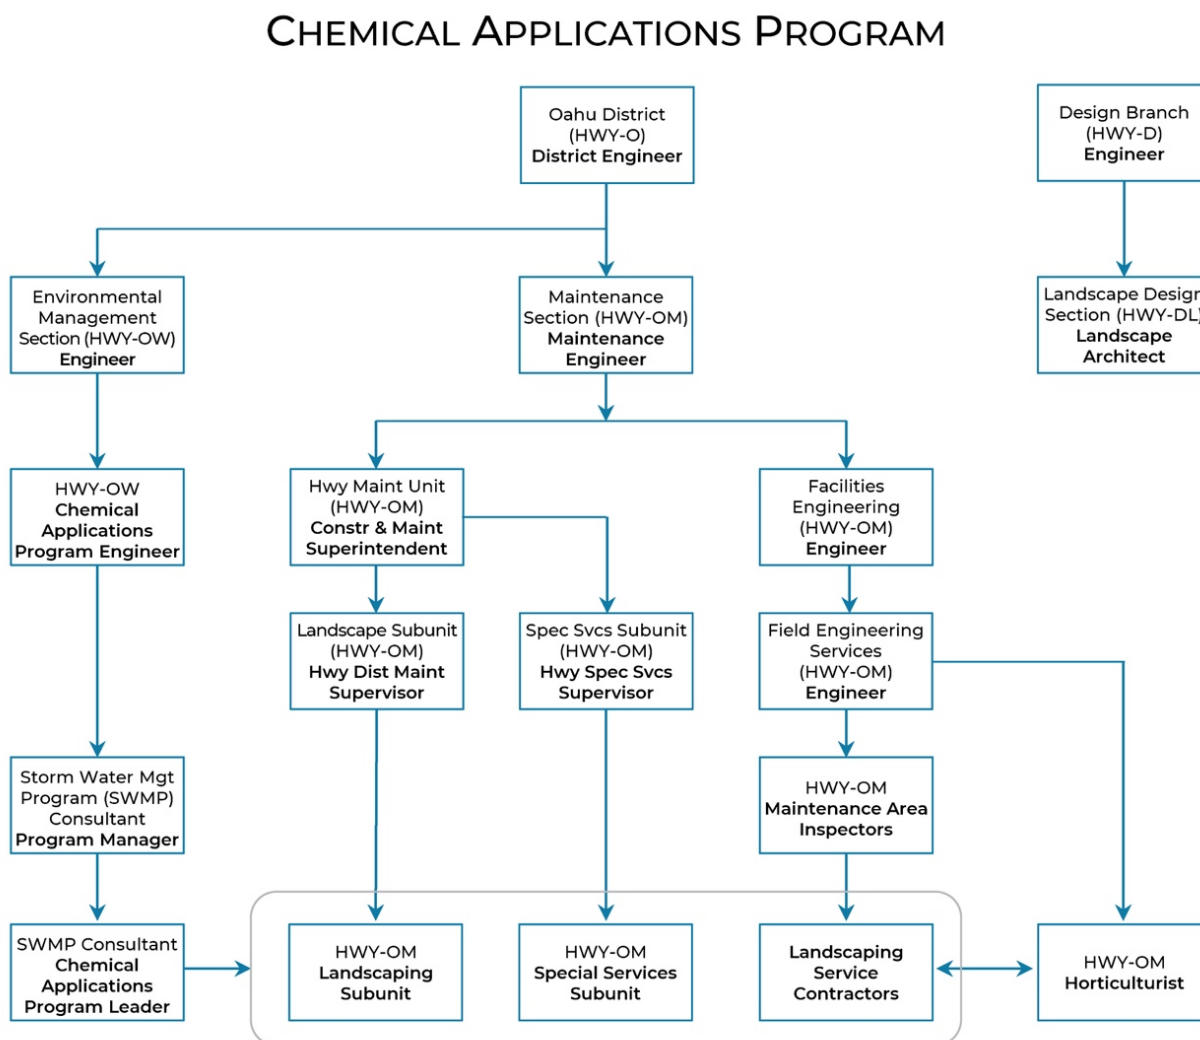 CHEMICAL APPLICATIONS PROGRAM
Oahu District
(HWY-O)
District Engineer
Design Branch
(HWY-D)
Engineer
Environmental
Management
Section (HWY-OW)
Engineer
Maintenance
Section (HWY-OM)
Maintenance
Engineer
Landscape Design
Section (HWY-DL)
Landscape
Architect
HWY-OW
Chemical
Applications
Program Engineer
Hwy Maint Unit
(HWY-OM)
Constr & Maint
Superintendent
Facilities
Engineering
(HWY-OM)
Engineer
Landscape Subunit
(HWY-OM)
Hwy Dist Maint
Supervisor
Spec Svcs Subunit
(HWY-OM)
Hwy Spec Svcs
Supervisor
Field Engineering
Services
(HWY-OM)
Engineer
Storm Water Mgt
Program (SWMP)
Consultant
Program Manager
HWY-OM
Maintenance Area
Inspectors
SWMP Consultant
Chemical
Applications
Program Leader
HWY-OM
Landscaping
Subunit
HWY-OM
Special Services
Subunit
Landscaping
Service
Contractors
HWY-OM
Horticulturist